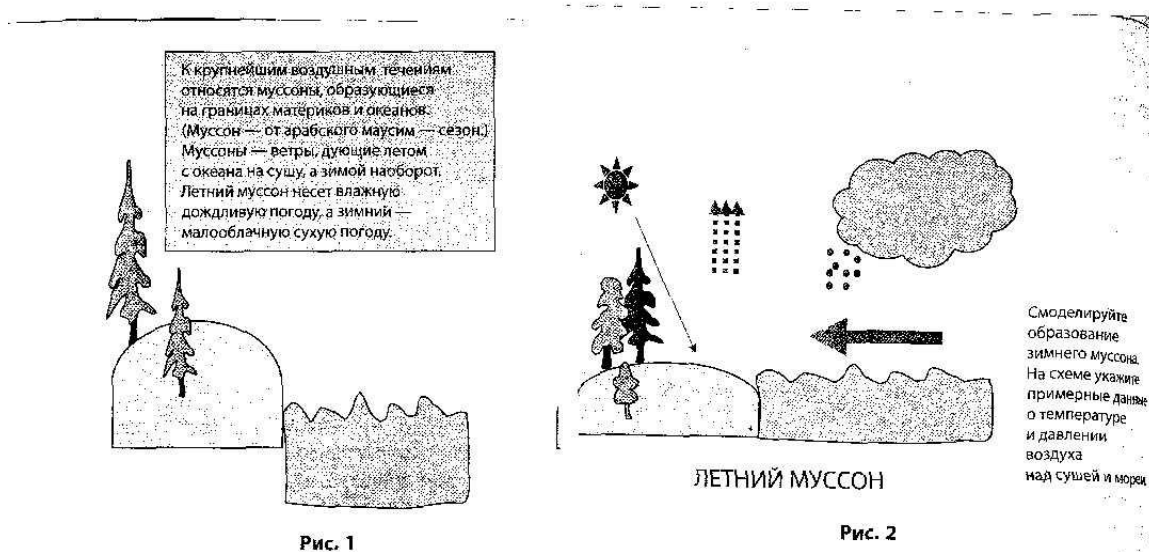 К крупнейшим воздушным течениям
относятся муссоны, образующиеся
на границах материков и океанов.
(Муссон — от арабского маусим — сезон.)
Муссоны — ветры, дующие летом
с океана на сушу, а зимой наоборот.
Летний муссон несет влажную
дождливую погоду, а зимний —
малооблачную сухую погоду.
Рис. 1
Смоделируйте
образование
зимнего муссона.
На схеме укажите
примерные данные
о температуре
и давлении
воздуха
над сушей и морем
ЛЕТНИЙ МУССОН
Рис. 2